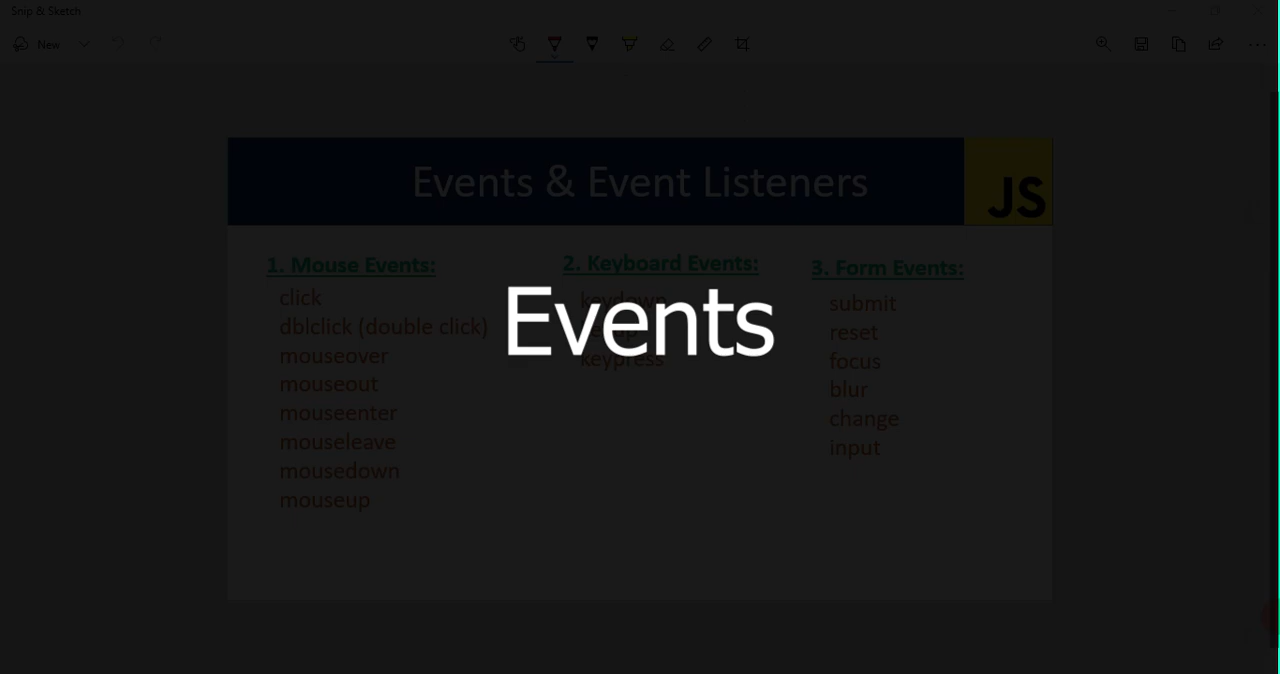 Snip & Sketch
New
Events & Event Listeners
JS
1. Mouse Events:
click
dblclick (double click)
mouseover
mouseout
mouseenter
mouseleave
mousedown
mouseup
2. Keyboard Events:
keydown
keypress
3. Form Events:
submit
reset
focus
blur
change
input
Events